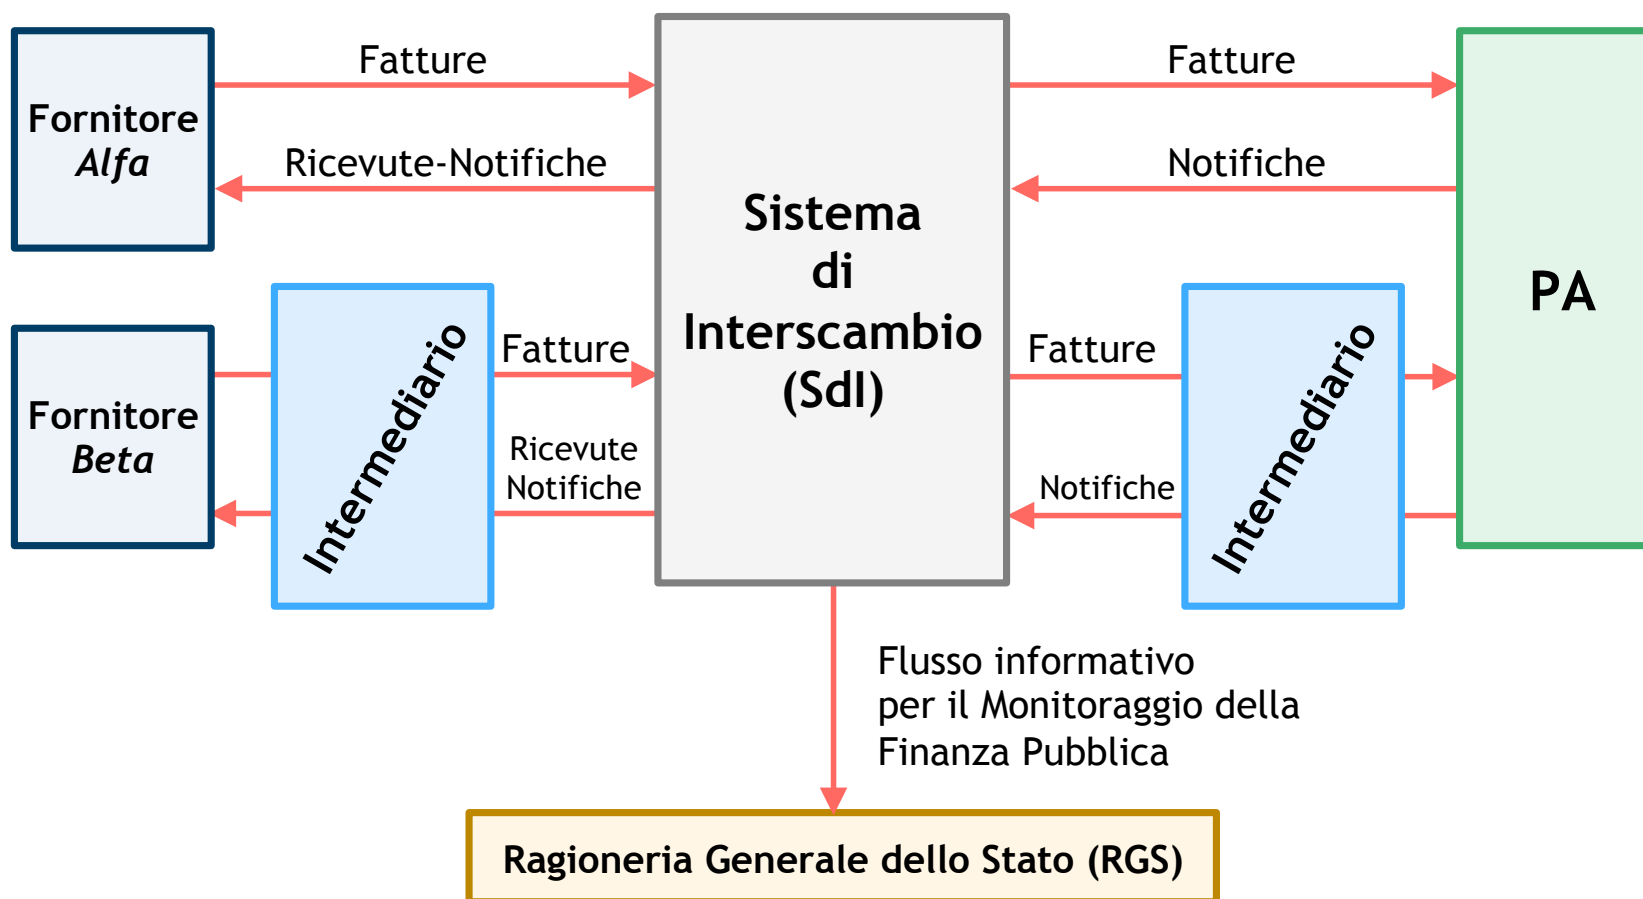 Fatture
Fatture
Fornitore
Alfa
Ricevute-Notifiche
Notifiche
Sistema
di
Interscambio
(SdI)
PA
Fornitore
Beta
Intermediario
Fatture
Ricevute
Notifiche
Fatture
Notifiche
Intermediario
Flusso informativo
per il Monitoraggio della
Finanza Pubblica
Ragioneria Generale dello Stato (RGS)